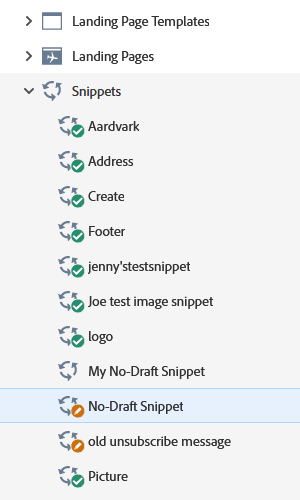 Landing Page Templates
Landing Pages
Snippets
Aardvark
Address
Create
Footer
jenny'stestsnippet
Joe test image snippet
logo
My No-Draft Snippet
No-Draft Snippet
old unsubscribe message
Picture